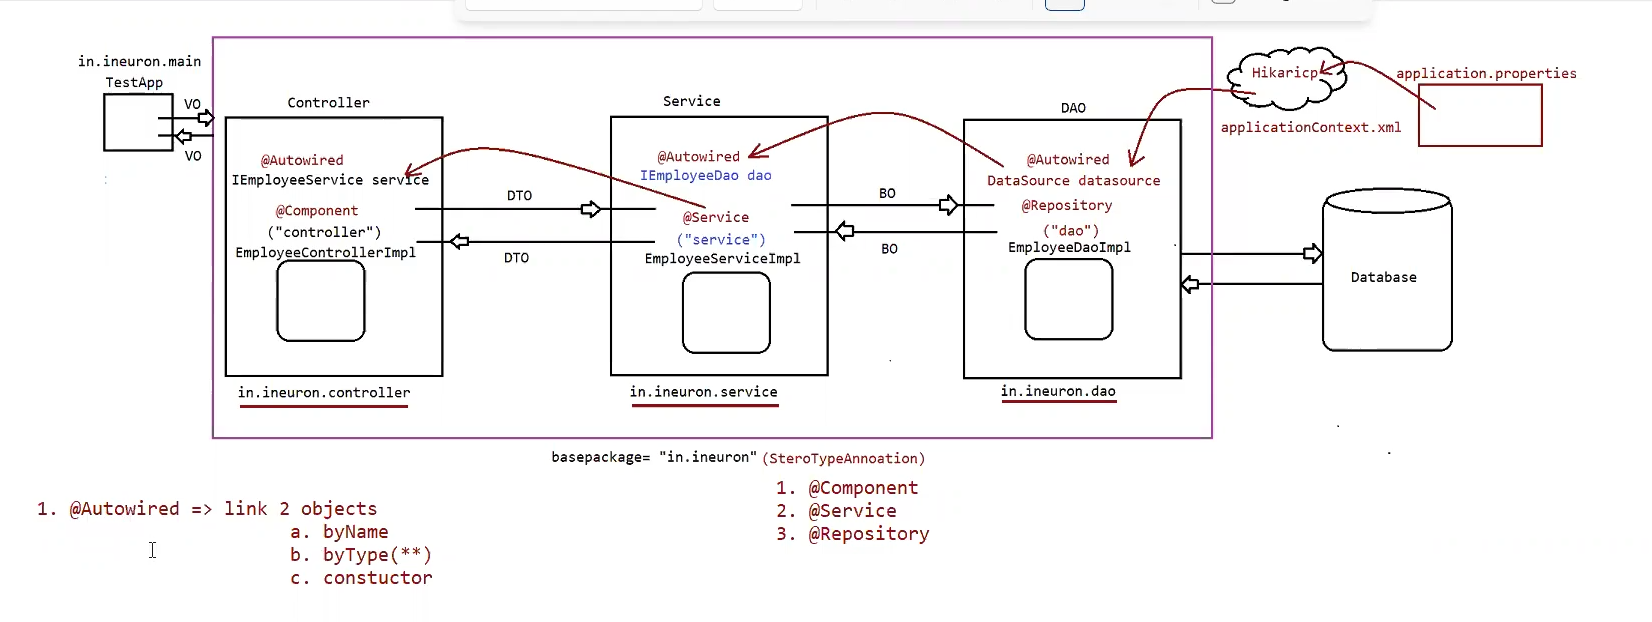 in.ineuron.main
TestApp
VO
VO
Controller
@Autowired
IEmployeeService service
@Component
("controller")
EmployeeControllerImpl
in.ineuron.controller
DTO
DTO
Service
@Autowired
IEmployeeDao dao
@Service
("service")
EmployeeServiceImpl
in.ineuron.service
BO
BO
DAO
@Autowired
DataSource datasource
@Repository
("dao")
EmployeeDaoImpl
in.ineuron.dao
Hikaricp
applicationContext.xml
application.properties
Database
basepackage= "in.ineuron" (SteroTypeAnnoation)
1. @Component
2. @Service
3. @Repository
1. @Autowired => link 2 objects
a. byName
b. byType(**)
c. constuctor